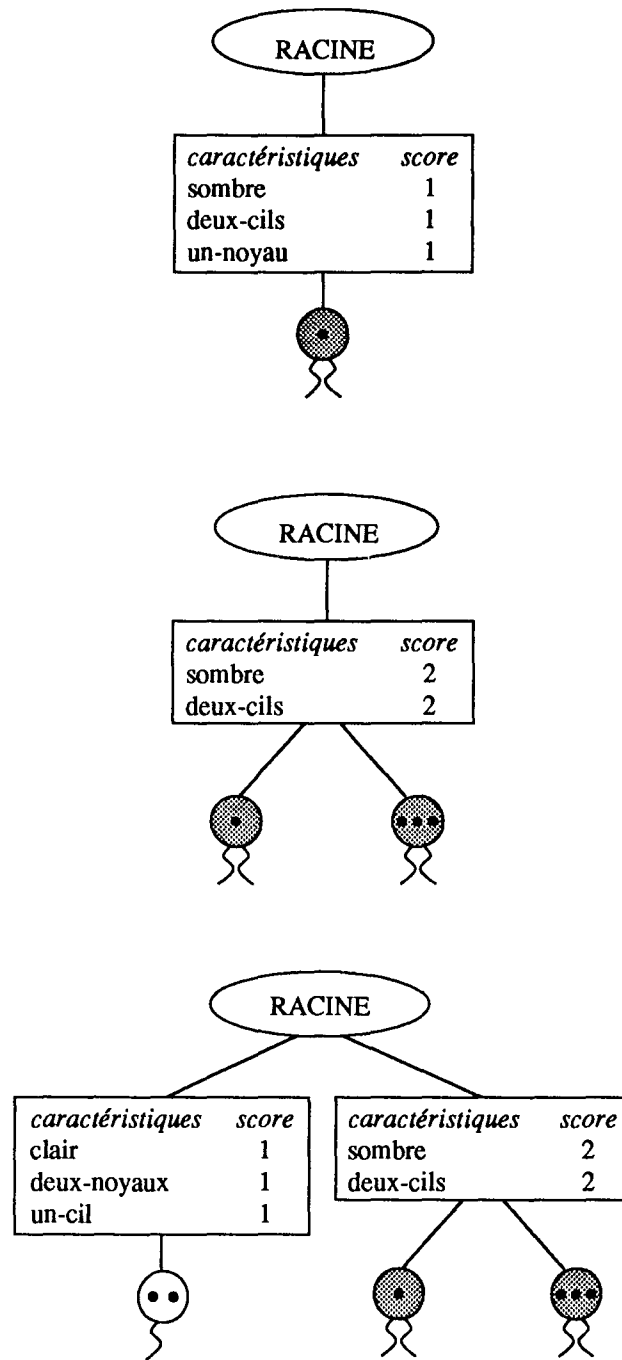 RACINE
caractéristiques score
sombre 1
deux-cils 1
un-noyau 1
RACINE
caractéristiques score
sombre 2
deux-cils 2
RACINE
caractéristiques score
clair 1
deux-noyaux 1
un-cil 1
caractéristiques score
sombre 2
deux-cils 2